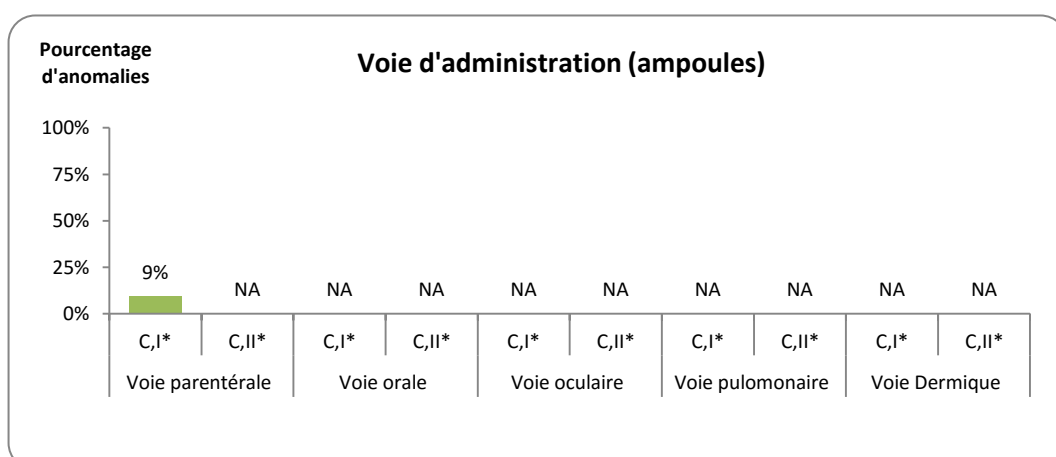 Pourcentage
d'anomalies
Voie d'administration (ampoules)
100%
75%
50%
25%
0%
9%
NA NA NA NA NA NA NA NA NA
C,I* C,II* C,I* C,II* C,I* C,II* C,I* C,II* C,I* C,II*
Voie parentérale Voie orale Voie oculaire Voie pulomonaire Voie Dermique